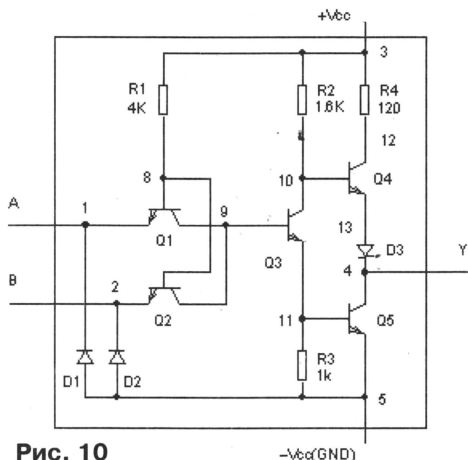 +Vcc
3
R1
4K
R2
1.6K
R4
120
12
8
10
Q4
A
1
9
13
Q1
Q3
D3
B
2
4
Y
Q2
11
Q5
D1
D2
R3
1k
5
Рис. 10
-Vcc(GND)